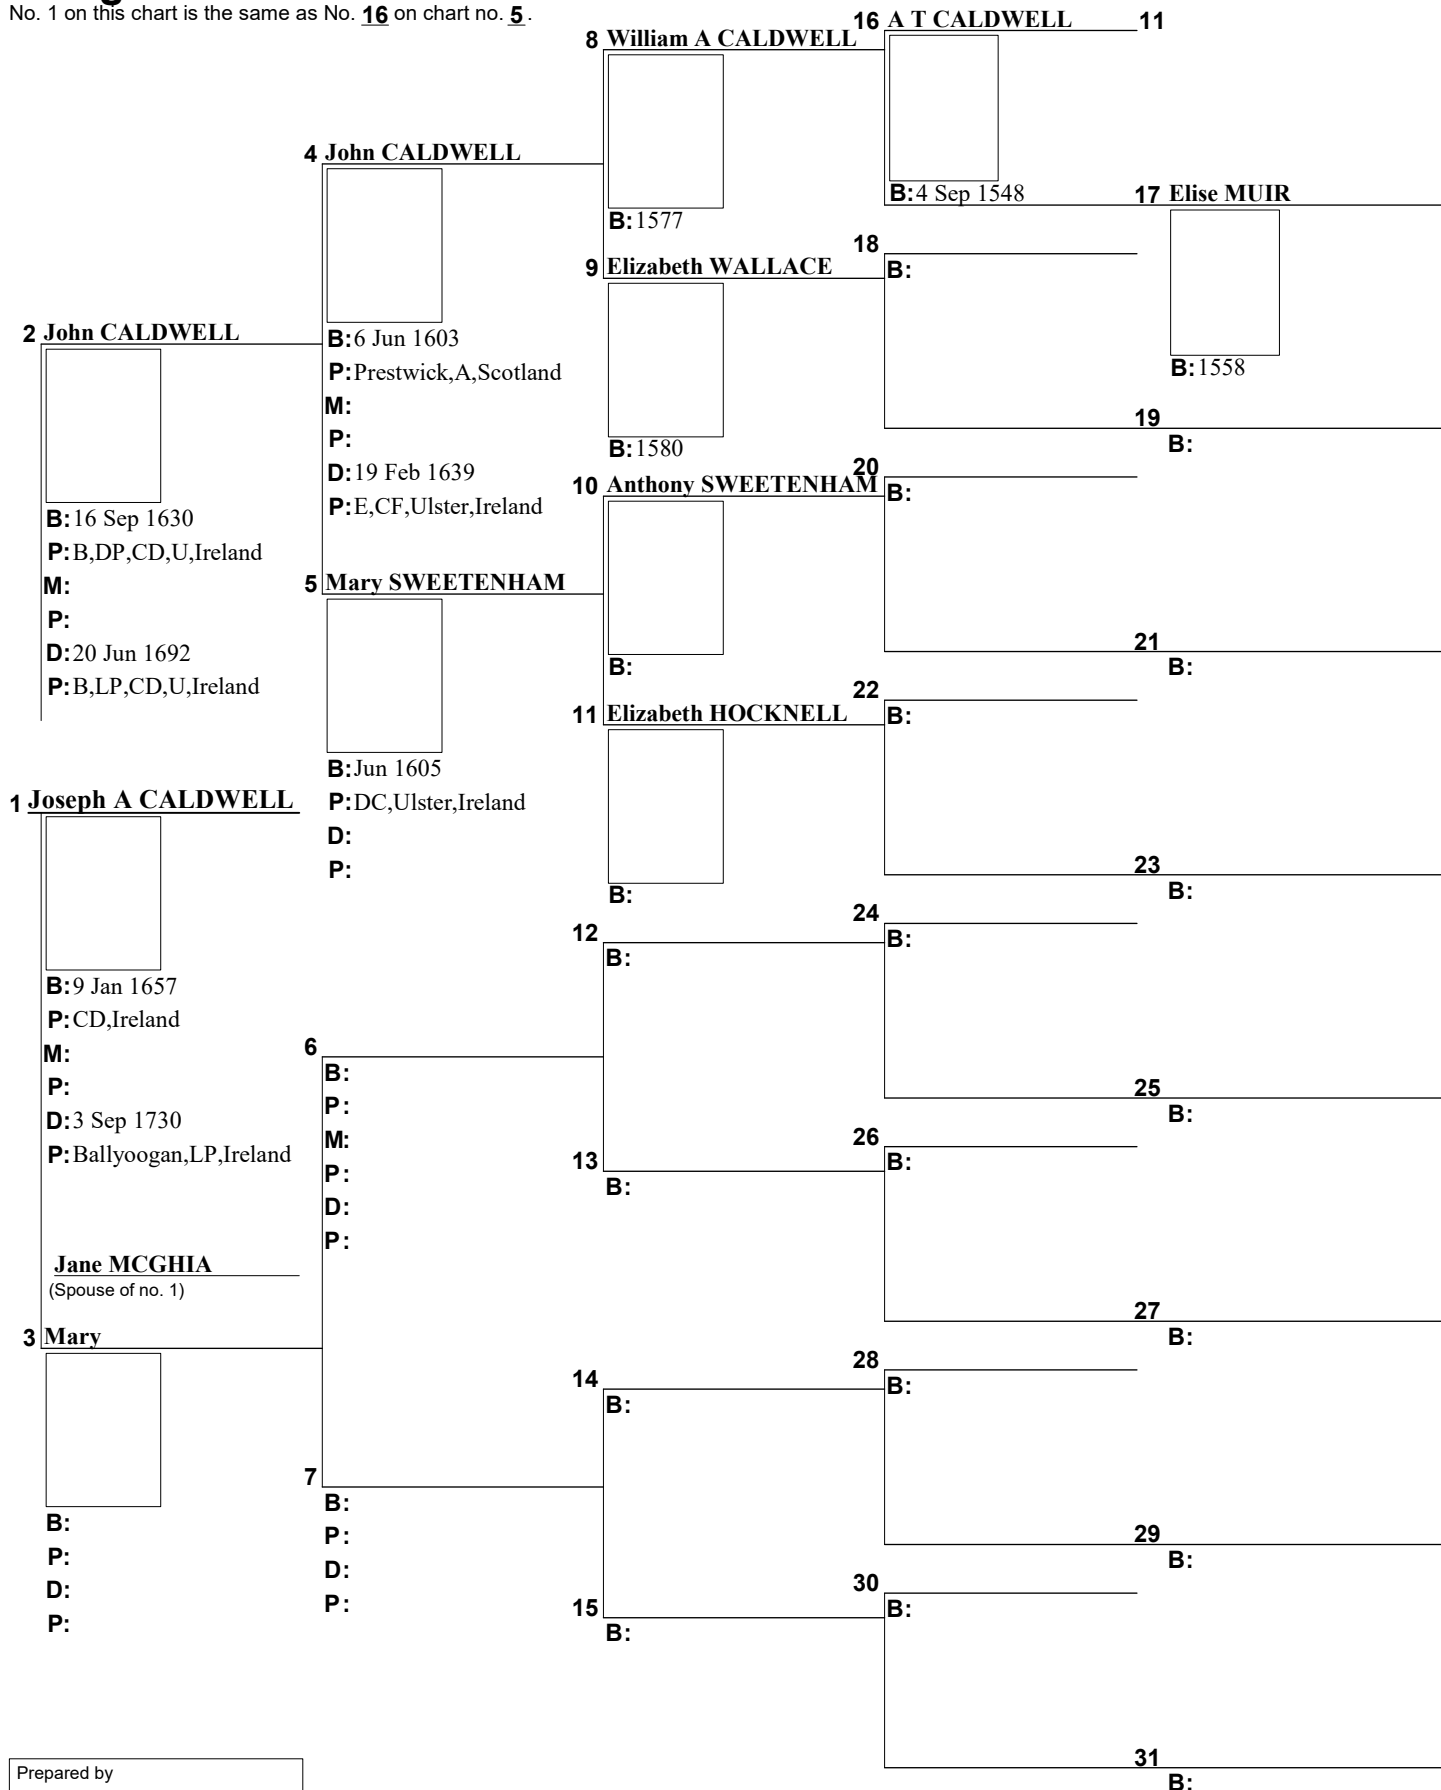 No. 1 on this chart is the same as No. 16 on chart no. 5 .
16 A T CALDWELL 11
B: 4 Sep 1548
8 William A CALDWELL
B: 1577
17 Elise MUIR
B: 1558
4 John CALDWELL
B: 6 Jun 1603
P: Prestwick,A,Scotland
M:
P:
D: 19 Feb 1639
P: E,CF,Ulster,Ireland
18
B:
9 Elizabeth WALLACE
B: 1580
19
B:
2 John CALDWELL
B: 16 Sep 1630
P: B,DP,CD,U,Ireland
M:
P:
D: 20 Jun 1692
P: B,LP,CD,U,Ireland
20
B:
10 Anthony SWEETENHAM
B:
21
B:
5 Mary SWEETENHAM
B: Jun 1605
P: DC,Ulster,Ireland
D:
P:
22
B:
11 Elizabeth HOCKNELL
B:
23
B:
1 Joseph A CALDWELL
B: 9 Jan 1657
P: CD,Ireland
M:
P:
D: 3 Sep 1730
P: Ballyoogan,LP,Ireland
Jane MCGHIA
(Spouse of no. 1)
24
B:
12
B:
25
B:
6
B:
P:
M:
P:
D:
P:
26
B:
13
B:
27
B:
3 Mary
B:
P:
D:
P:
28
B:
14
B:
29
B:
7
B:
P:
D:
P:
30
B:
15
B:
31
B:
Prepared by